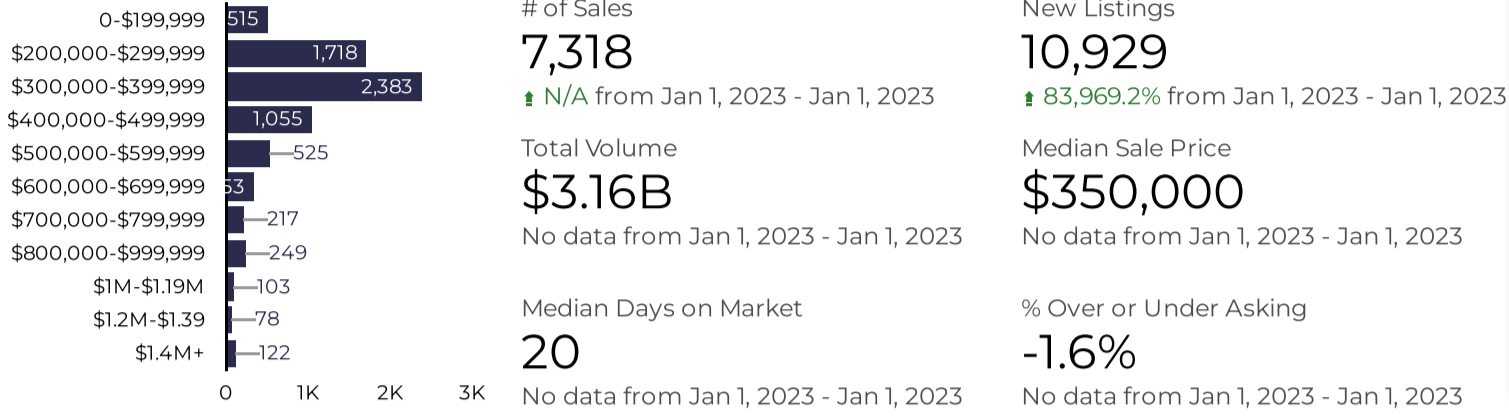 0-$199,999 515
$200,000-$299,999 1,718
$300,000-$399,999 2,383
$400,000-$499,999 1,055
$500,000-$599,999 525
$600,000-$699,999 53
$700,000-$799,999 217
$800,000-$999,999 249
$1M-$1.19M 103
$1.2M-$1.39 78
$1.4M+ 122
0 1K 2K 3K
# of Sales
7,318
N/A from Jan 1, 2023 - Jan 1, 2023
New Listings
10,929
83,969.2% from Jan 1, 2023 - Jan 1, 2023
Total Volume
$3.16B
No data from Jan 1, 2023 - Jan 1, 2023
Median Sale Price
$350,000
No data from Jan 1, 2023 - Jan 1, 2023
Median Days on Market
20
No data from Jan 1, 2023 - Jan 1, 2023
% Over or Under Asking
-1.6%
No data from Jan 1, 2023 - Jan 1, 2023